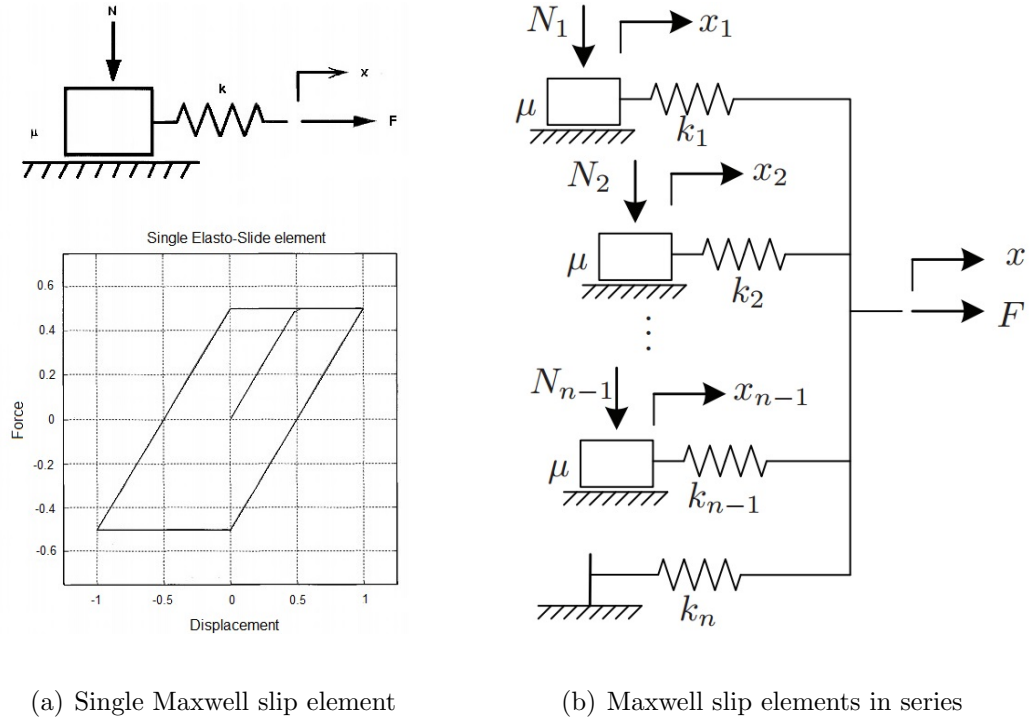 N
k
x
F
μ
Single Elasto-Slide element
0.6
0.4
0.2
0
-0.2
-0.4
-0.6
Force
-1 -0.5 0 0.5 1
Displacement
(a) Single Maxwell slip element
N₁
x₁
μ
k₁
N₂
x₂
μ
k₂
x
F
⋮
Nₙ₋₁
xₙ₋₁
μ
kₙ₋₁
kₙ
(b) Maxwell slip elements in series